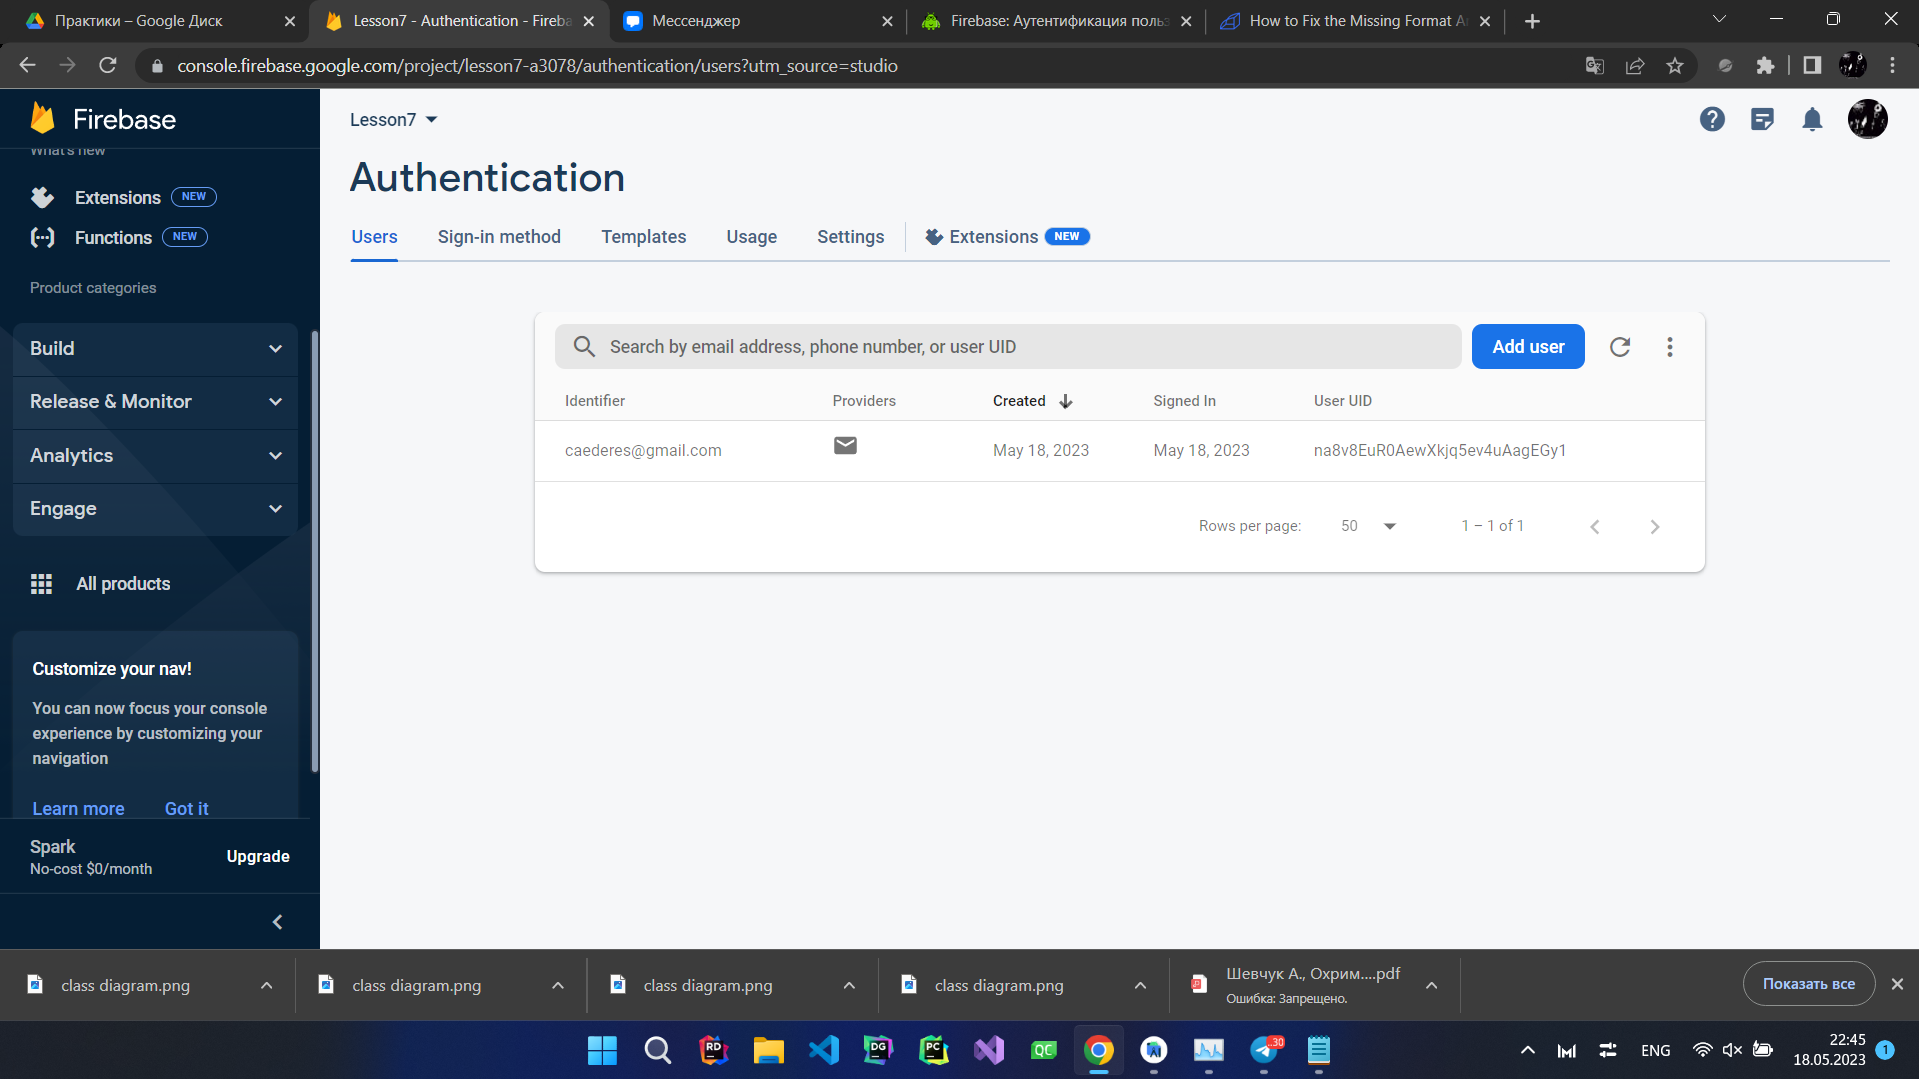 Практики – Google Диск
Lesson7 - Authentication - Fireba
Мессенджер
Firebase: Аутентификация польз
How to Fix the Missing Format A
console.firebase.google.com/project/lesson7-a3078/authentication/users?utm_source=studio
Firebase
What's new
Extensions NEW
Functions NEW
Product categories
Build
Release & Monitor
Analytics
Engage
All products
Customize your nav!
You can now focus your console
experience by customizing your
navigation
Learn more Got it
Spark
No-cost $0/month
Upgrade
Lesson7
Authentication
Users Sign-in method Templates Usage Settings Extensions NEW
Search by email address, phone number, or user UID
Add user
Identifier Providers Created Signed In User UID
caederes@gmail.com May 18, 2023 May 18, 2023 na8v8EuR0AewXkjq5ev4uAagEGy1
Rows per page: 50 1 – 1 of 1
class diagram.png
class diagram.png
class diagram.png
class diagram.png
Шевчук А., Охрим....pdf
Ошибка: Запрещено.
Показать все
RD
DG
PC
QC
30
ENG
22:45
18.05.2023
1